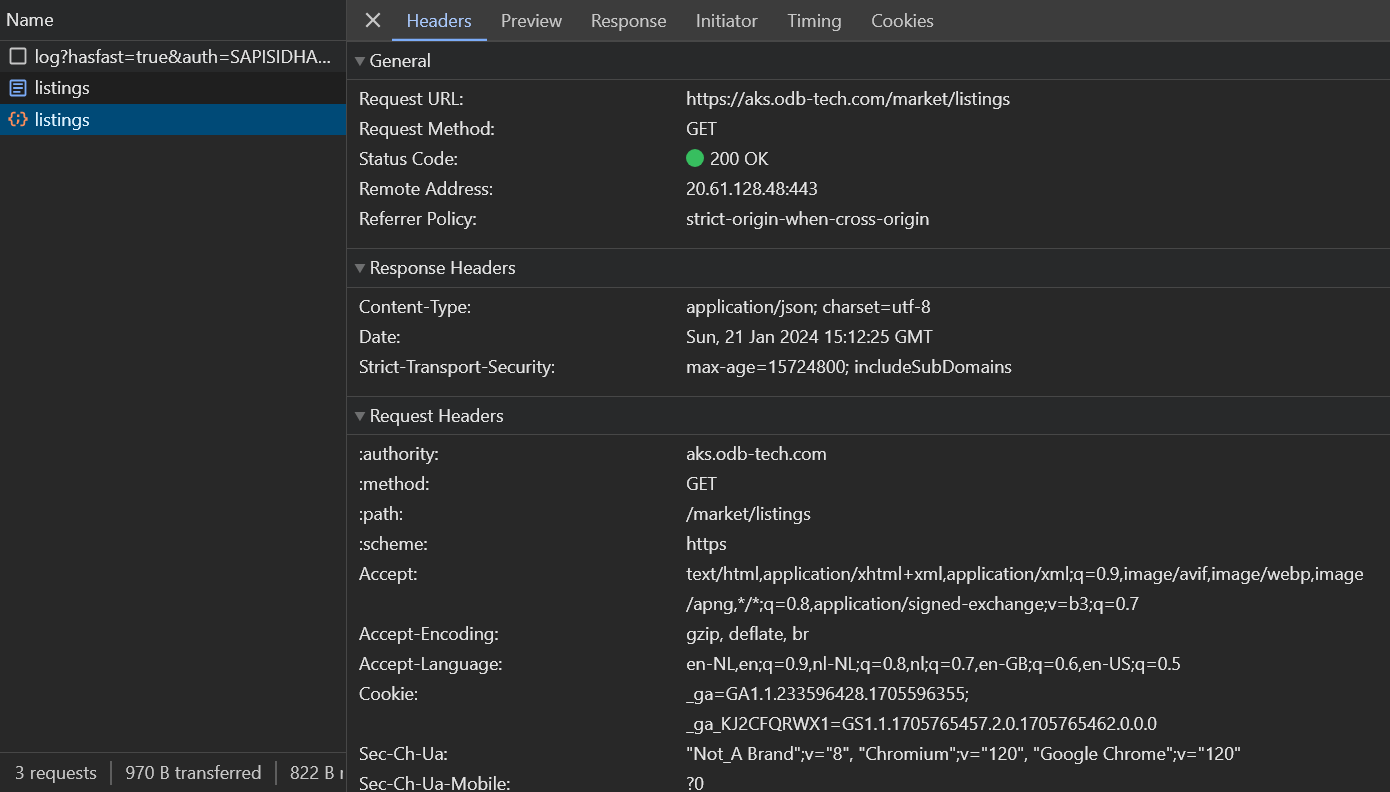 Name
log?hasfast=true&auth=SAPISIDHA...
listings
listings
3 requests 970 B transferred 822 B
Headers Preview Response Initiator Timing Cookies
General
Request URL: https://aks.odb-tech.com/market/listings
Request Method: GET
Status Code: 200 OK
Remote Address: 20.61.128.48:443
Referrer Policy: strict-origin-when-cross-origin
Response Headers
Content-Type: application/json; charset=utf-8
Date: Sun, 21 Jan 2024 15:12:25 GMT
Strict-Transport-Security: max-age=15724800; includeSubDomains
Request Headers
:authority: aks.odb-tech.com
:method: GET
:path: /market/listings
:scheme: https
Accept: text/html,application/xhtml+xml,application/xml;q=0.9,image/avif,image/webp,image
/apng,*/*;q=0.8,application/signed-exchange;v=b3;q=0.7
Accept-Encoding: gzip, deflate, br
Accept-Language: en-NL,en;q=0.9,nl-NL;q=0.8,nl;q=0.7,en-GB;q=0.6,en-US;q=0.5
Cookie: _ga=GA1.1.233596428.1705596355;
_ga_KJ2CFQRWX1=GS1.1.1705765457.2.0.1705765462.0.0.0
Sec-Ch-Ua: "Not_A Brand";v="8", "Chromium";v="120", "Google Chrome";v="120"
Sec-Ch-Ua-Mobile: ?0